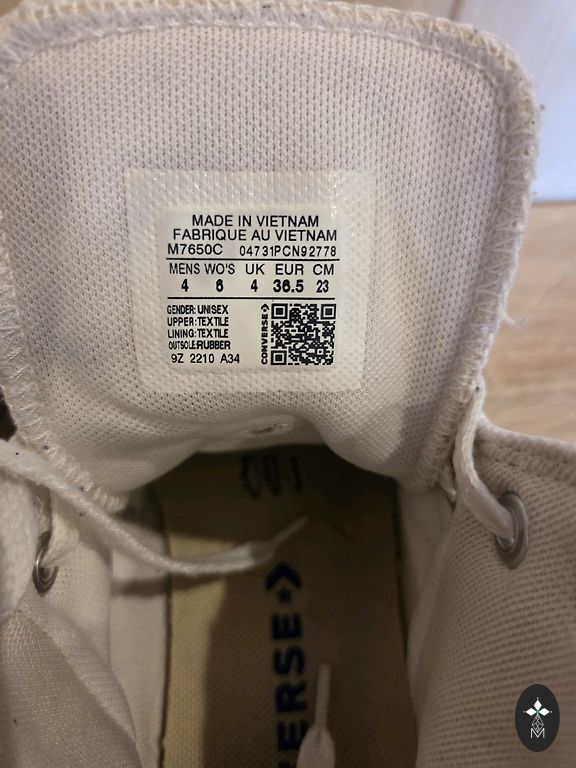 MADE IN VIETNAM
FABRIQUE AU VIETNAM
M7650C 04731PCN92778
MENS WO'S UK EUR CM
4 6 4 36.5 23
GENDER: UNISEX
UPPER: TEXTILE
LINING: TEXTILE
OUTSOLE: RUBBER
9Z 2210 A34
CONVERSE
VERSE
M